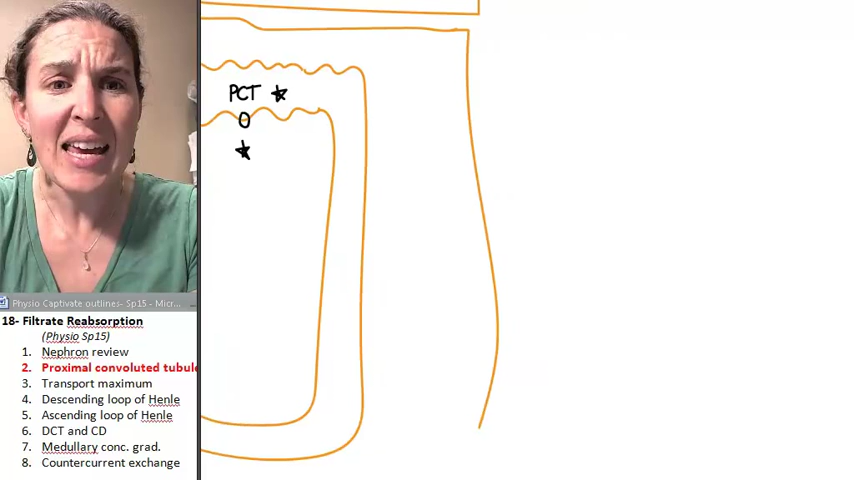 PCT
Physio Captivate outlines- Sp15 - Micr...
18- Filtrate Reabsorption
(Physio Sp15)
1. Nephron review
2. Proximal convoluted tubule
3. Transport maximum
4. Descending loop of Henle
5. Ascending loop of Henle
6. DCT and CD
7. Medullary conc. grad.
8. Countercurrent exchange